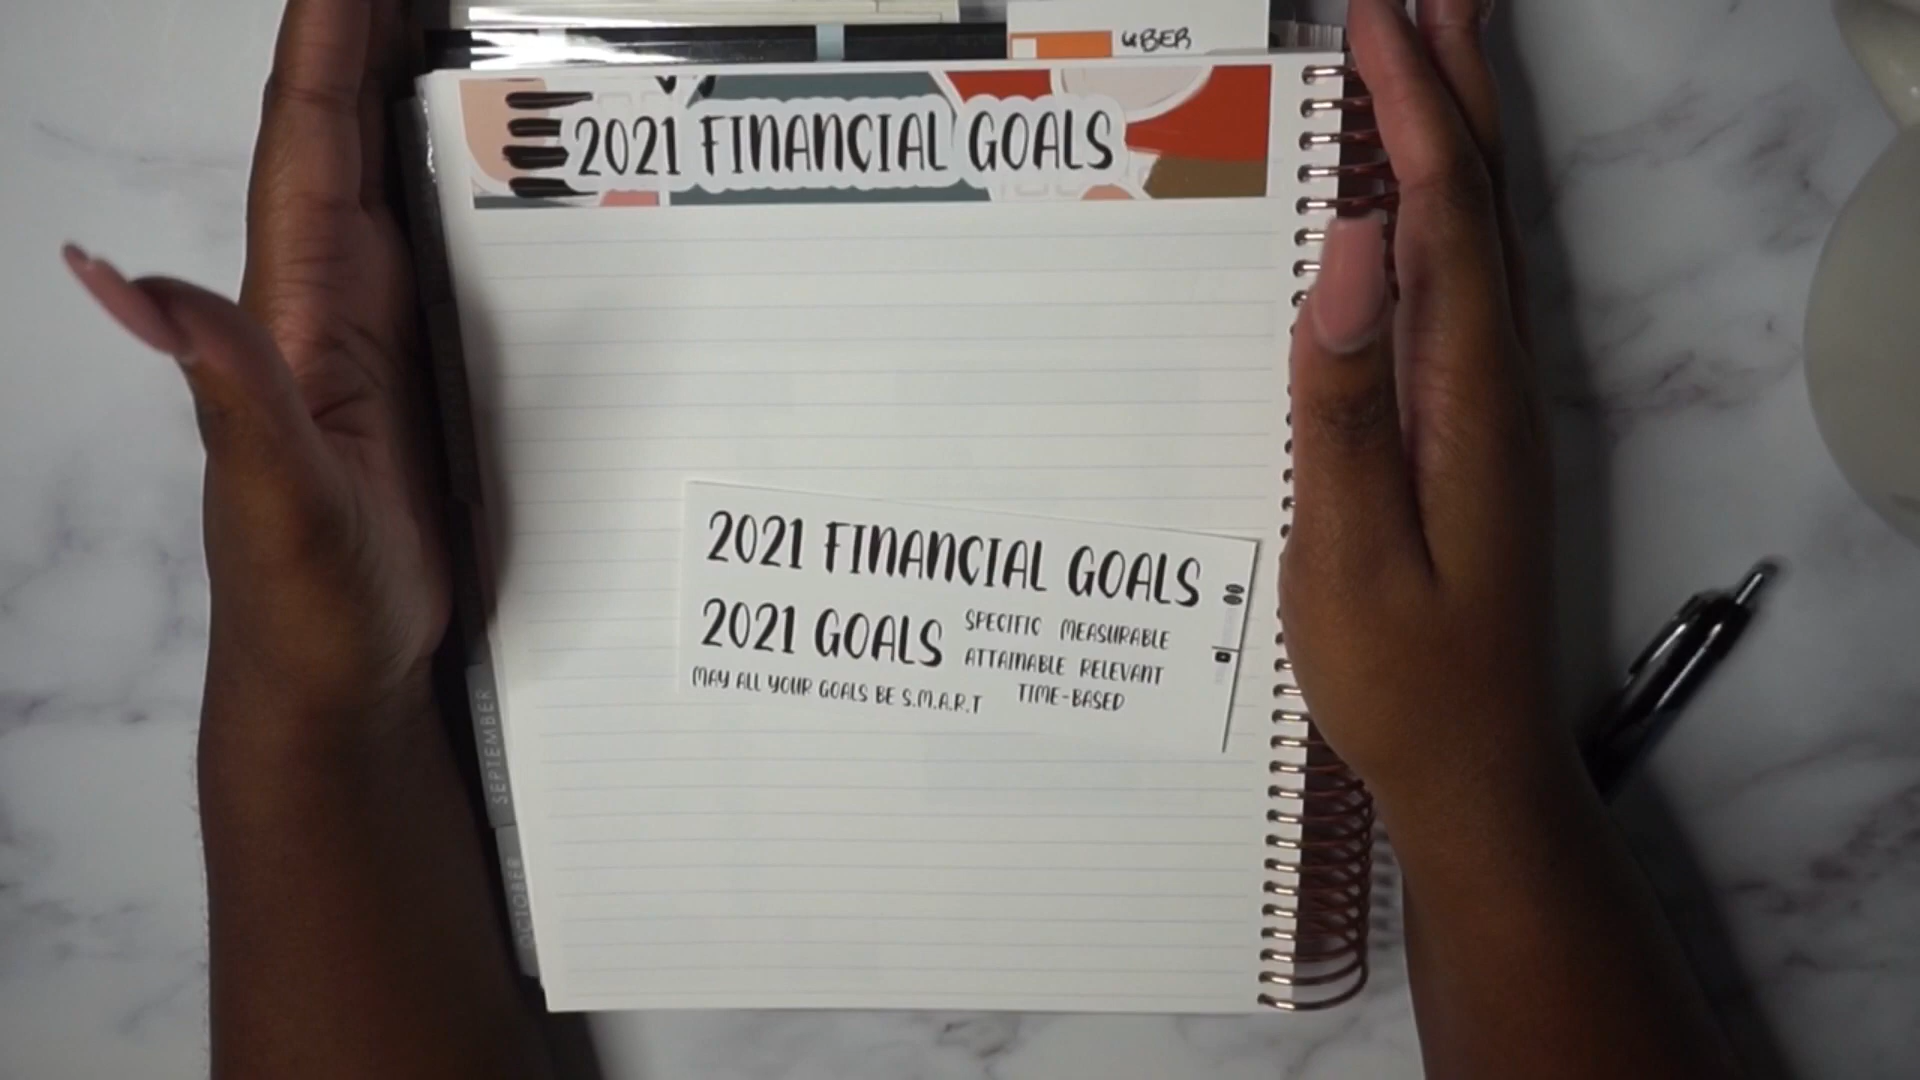 UBER
2021 FINANCIAL GOALS
2021 FINANCIAL GOALS
2021 GOALS
SPECIFIC MEASURABLE
ATTAINABLE RELEVANT
TIME-BASED
MAY ALL YOUR GOALS BE S.M.A.R.T
SEPTEMBER
OCTOBER